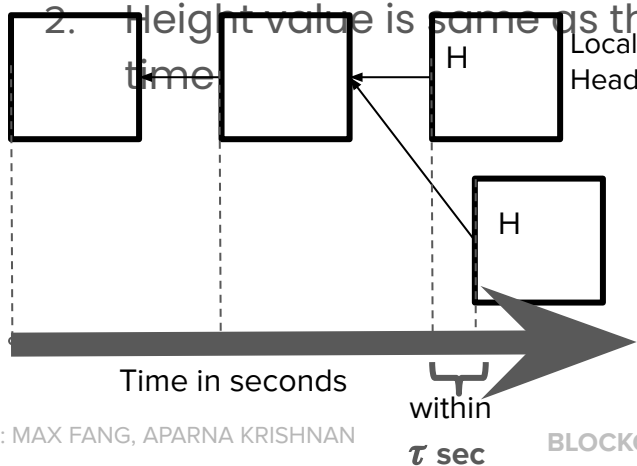 2. Height value is same as th
time
H
Local
Head
H
Time in seconds
within
τ sec
: MAX FANG, APARNA KRISHNAN
BLOCKC